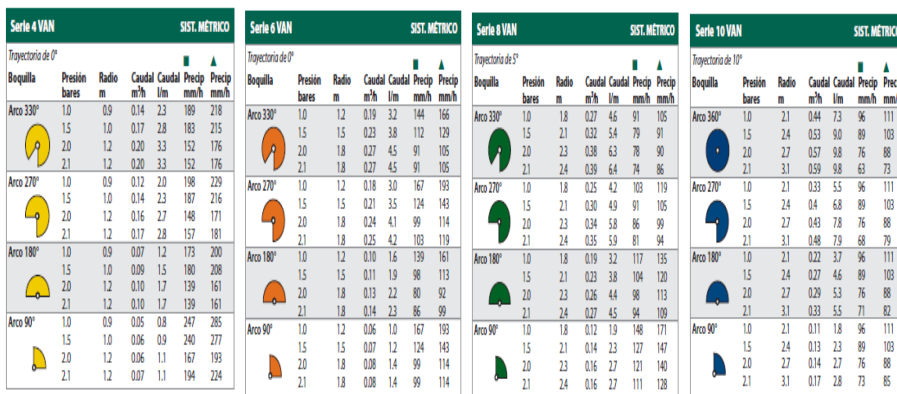 Serie 4 VAN SIST. MÉTRICO
Trayectoria de 0°
■ ▲
Boquilla Presión Radio Caudal Caudal Precip Precip
bares m m³/h l/m mm/h mm/h
Arco 330° 1.0 0.9 0.14 2.3 189 218
1.5 1.0 0.17 2.8 183 215
2.0 1.2 0.20 3.3 152 176
2.1 1.2 0.20 3.3 152 176
Arco 270° 1.0 0.9 0.12 2.0 198 229
1.5 1.0 0.14 2.3 187 216
2.0 1.2 0.16 2.7 148 171
2.1 1.2 0.17 2.8 157 181
Arco 180° 1.0 0.9 0.07 1.2 173 200
1.5 1.0 0.09 1.5 180 208
2.0 1.2 0.10 1.7 139 161
2.1 1.2 0.10 1.7 139 161
Arco 90° 1.0 0.9 0.05 0.8 247 285
1.5 1.0 0.06 0.9 240 277
2.0 1.2 0.06 1.1 167 193
2.1 1.2 0.07 1.1 194 224
Serie 6 VAN SIST. MÉTRICO
Trayectoria de 0°
■ ▲
Boquilla Presión Radio Caudal Caudal Precip Precip
bares m m³/h l/m mm/h mm/h
Arco 330° 1.0 1.2 0.19 3.2 144 166
1.5 1.5 0.23 3.8 112 129
2.0 1.8 0.27 4.5 91 105
2.1 1.8 0.27 4.5 91 105
Arco 270° 1.0 1.2 0.18 3.0 167 193
1.5 1.5 0.21 3.5 124 143
2.0 1.8 0.24 4.1 99 114
2.1 1.8 0.25 4.2 103 119
Arco 180° 1.0 1.2 0.10 1.6 139 161
1.5 1.5 0.11 1.9 98 113
2.0 1.8 0.13 2.2 80 92
2.1 1.8 0.14 2.3 86 99
Arco 90° 1.0 1.2 0.06 1.0 167 193
1.5 1.5 0.07 1.2 124 143
2.0 1.8 0.08 1.4 99 114
2.1 1.8 0.08 1.4 99 114
Serie 8 VAN SIST. MÉTRICO
Trayectoria de 5°
■ ▲
Boquilla Presión Radio Caudal Caudal Precip Precip
bares m m³/h l/m mm/h mm/h
Arco 330° 1.0 1.8 0.27 4.6 91 105
1.5 2.1 0.32 5.4 79 91
2.0 2.3 0.38 6.3 78 90
2.1 2.4 0.39 6.4 74 86
Arco 270° 1.0 1.8 0.25 4.2 103 119
1.5 2.1 0.30 4.9 91 105
2.0 2.3 0.34 5.8 86 99
2.1 2.4 0.35 5.9 81 94
Arco 180° 1.0 1.8 0.19 3.2 117 135
1.5 2.1 0.23 3.8 104 120
2.0 2.3 0.26 4.4 98 113
2.1 2.4 0.27 4.5 94 109
Arco 90° 1.0 1.8 0.12 1.9 148 171
1.5 2.1 0.14 2.3 127 147
2.0 2.3 0.16 2.7 121 140
2.1 2.4 0.16 2.7 111 128
Serie 10 VAN SIST. MÉTRICO
Trayectoria de 10°
■ ▲
Boquilla Presión Radio Caudal Caudal Precip Precip
bares m m³/h l/m mm/h mm/h
Arco 360° 1.0 2.1 0.44 7.3 96 111
1.5 2.4 0.53 9.0 89 103
2.0 2.7 0.57 9.8 76 88
2.1 3.1 0.59 9.8 63 73
Arco 270° 1.0 2.1 0.33 5.5 96 111
1.5 2.4 0.4 6.8 89 103
2.0 2.7 0.43 7.8 76 88
2.1 3.1 0.48 7.9 68 79
Arco 180° 1.0 2.1 0.22 3.7 96 111
1.5 2.4 0.27 4.6 89 103
2.0 2.7 0.29 5.3 76 88
2.1 3.1 0.33 5.5 71 82
Arco 90° 1.0 2.1 0.11 1.8 96 111
1.5 2.4 0.13 2.3 89 103
2.0 2.7 0.14 2.7 76 88
2.1 3.1 0.17 2.8 73 85